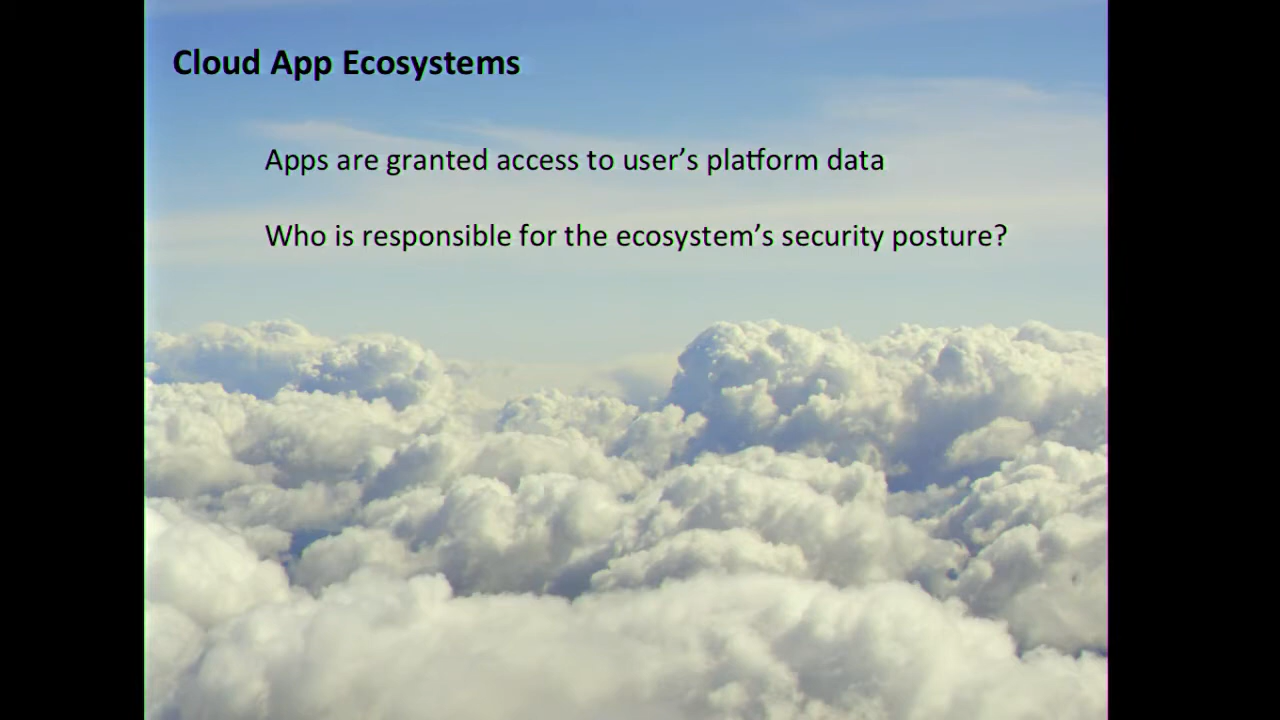 Cloud App Ecosystems
Apps are granted access to user’s platform data
Who is responsible for the ecosystem’s security posture?